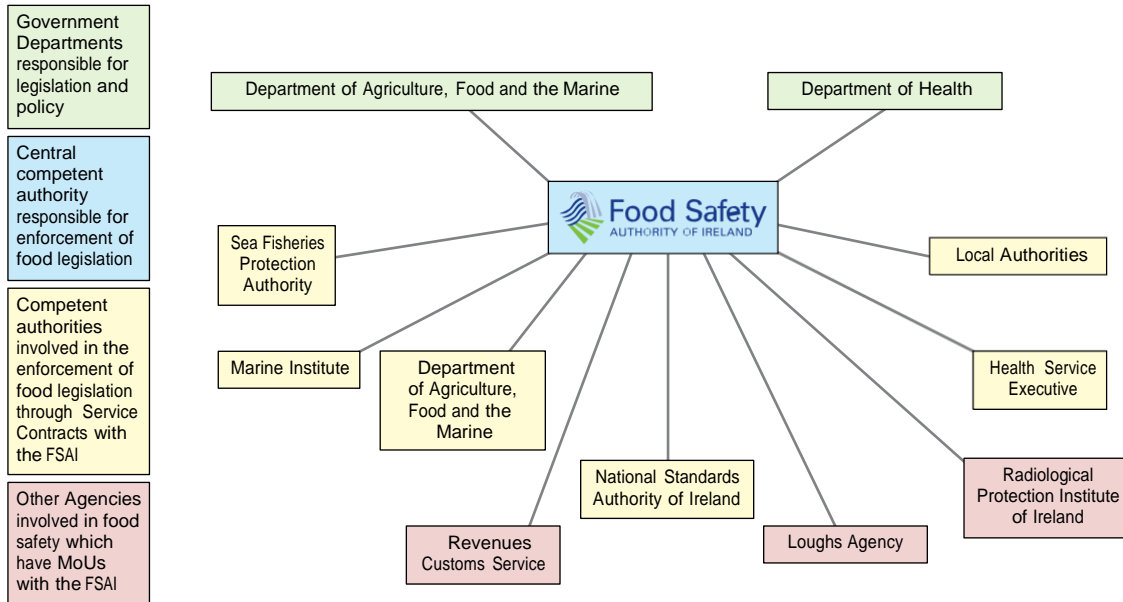 Government
Departments
responsible for
legislation and
policy
Central
competent
authority
responsible for
enforcement of
food legislation
Competent
authorities
involved in the
enforcement of
food legislation
through Service
Contracts with
the FSAI
Other Agencies
involved in food
safety which
have MoUs
with the FSAI
Department of Agriculture, Food and the Marine
Department of Health
Food Safety
AUTHORITY OF IRELAND
Sea Fisheries
Protection
Authority
Local Authorities
Marine Institute
Department
of Agriculture,
Food and the
Marine
Health Service
Executive
National Standards
Authority of Ireland
Radiological
Protection Institute
of Ireland
Revenues
Customs Service
Loughs Agency